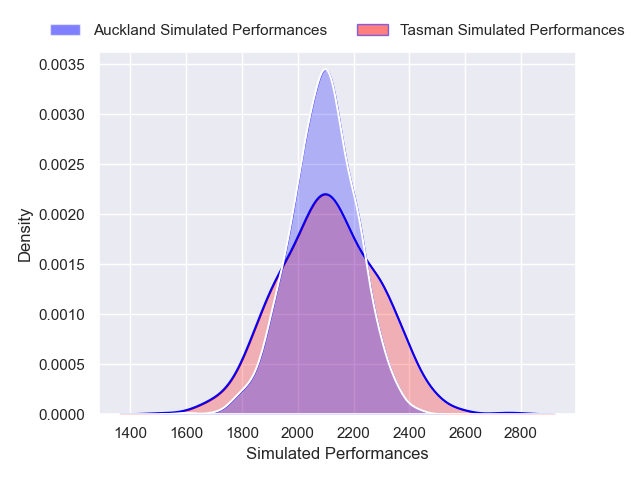 Auckland Simulated Performances Tasman Simulated Performances
0.0035
0.0030
0.0025
0.0020
0.0015
0.0010
0.0005
0.0000
Density
1400 1600 1800 2000 2200 2400 2600 2800
Simulated Performances